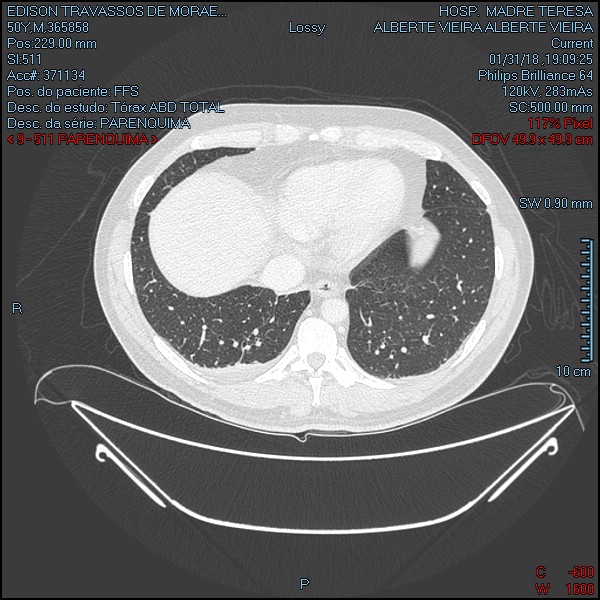 EDISON TRAVASSOS DE MORAE...
50Y,M,365858
Pos:229.00 mm
Sl:511
Acc#: 371134
Pos. do paciente: FFS
Desc. do estudo: Tórax ABD TOTAL
Desc. da série: PARENQUIMA
< 9 - 511 PARENQUIMA >
Lossy
HOSP. MADRE TERESA
ALBERTE VIEIRA ALBERTE VIEIRA
Current
01/31/18 ,19:09:25
Philips Brilliance 64
120kV, 283mAs
SC:500.00 mm
117% Pixel
DFOV 49.9 x 49.9 cm
SW 0.90 mm
R
10 cm
P
C -600
W 1600